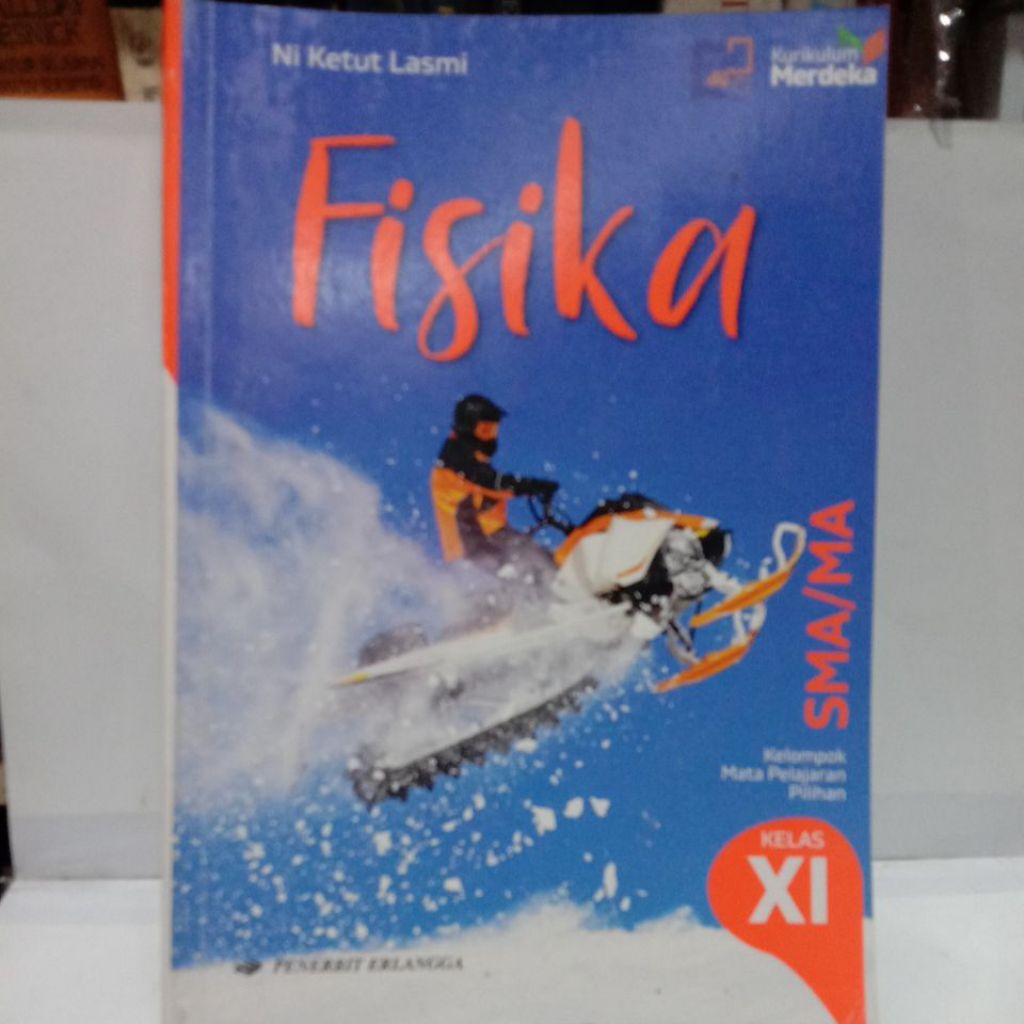 Ni Ketut Lasmi
Kurikulum
Merdeka
Fisika
SMA/MA
Kelompok
Mata Pelajaran
Pilihan
KELAS
XI
PENERBIT ERLANGGA